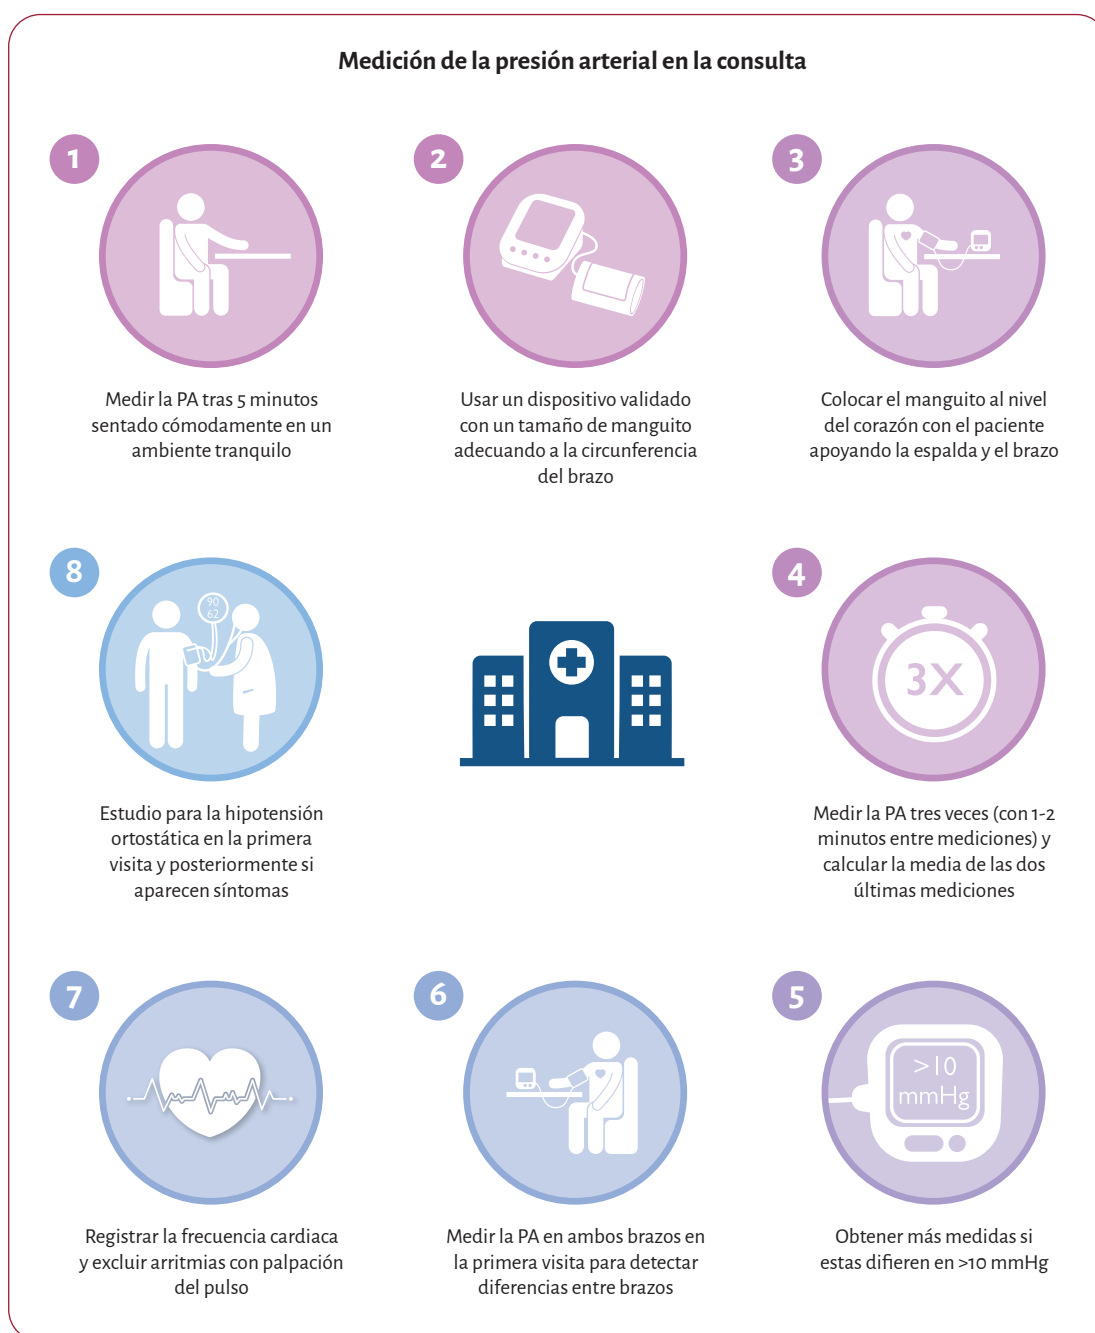 Medición de la presión arterial en la consulta
1
Medir la PA tras 5 minutos
sentado cómodamente en un
ambiente tranquilo
2
Usar un dispositivo validado
con un tamaño de manguito
adecuando a la circunferencia
del brazo
3
Colocar el manguito al nivel
del corazón con el paciente
apoyando la espalda y el brazo
4
3X
Medir la PA tres veces (con 1-2
minutos entre mediciones) y
calcular la media de las dos
últimas mediciones
5
>10
mmHg
Obtener más medidas si
estas difieren en >10 mmHg
6
Medir la PA en ambos brazos en
la primera visita para detectar
diferencias entre brazos
7
Registrar la frecuencia cardiaca
y excluir arritmias con palpación
del pulso
8
90
62
Estudio para la hipotensión
ortostática en la primera
visita y posteriormente si
aparecen síntomas